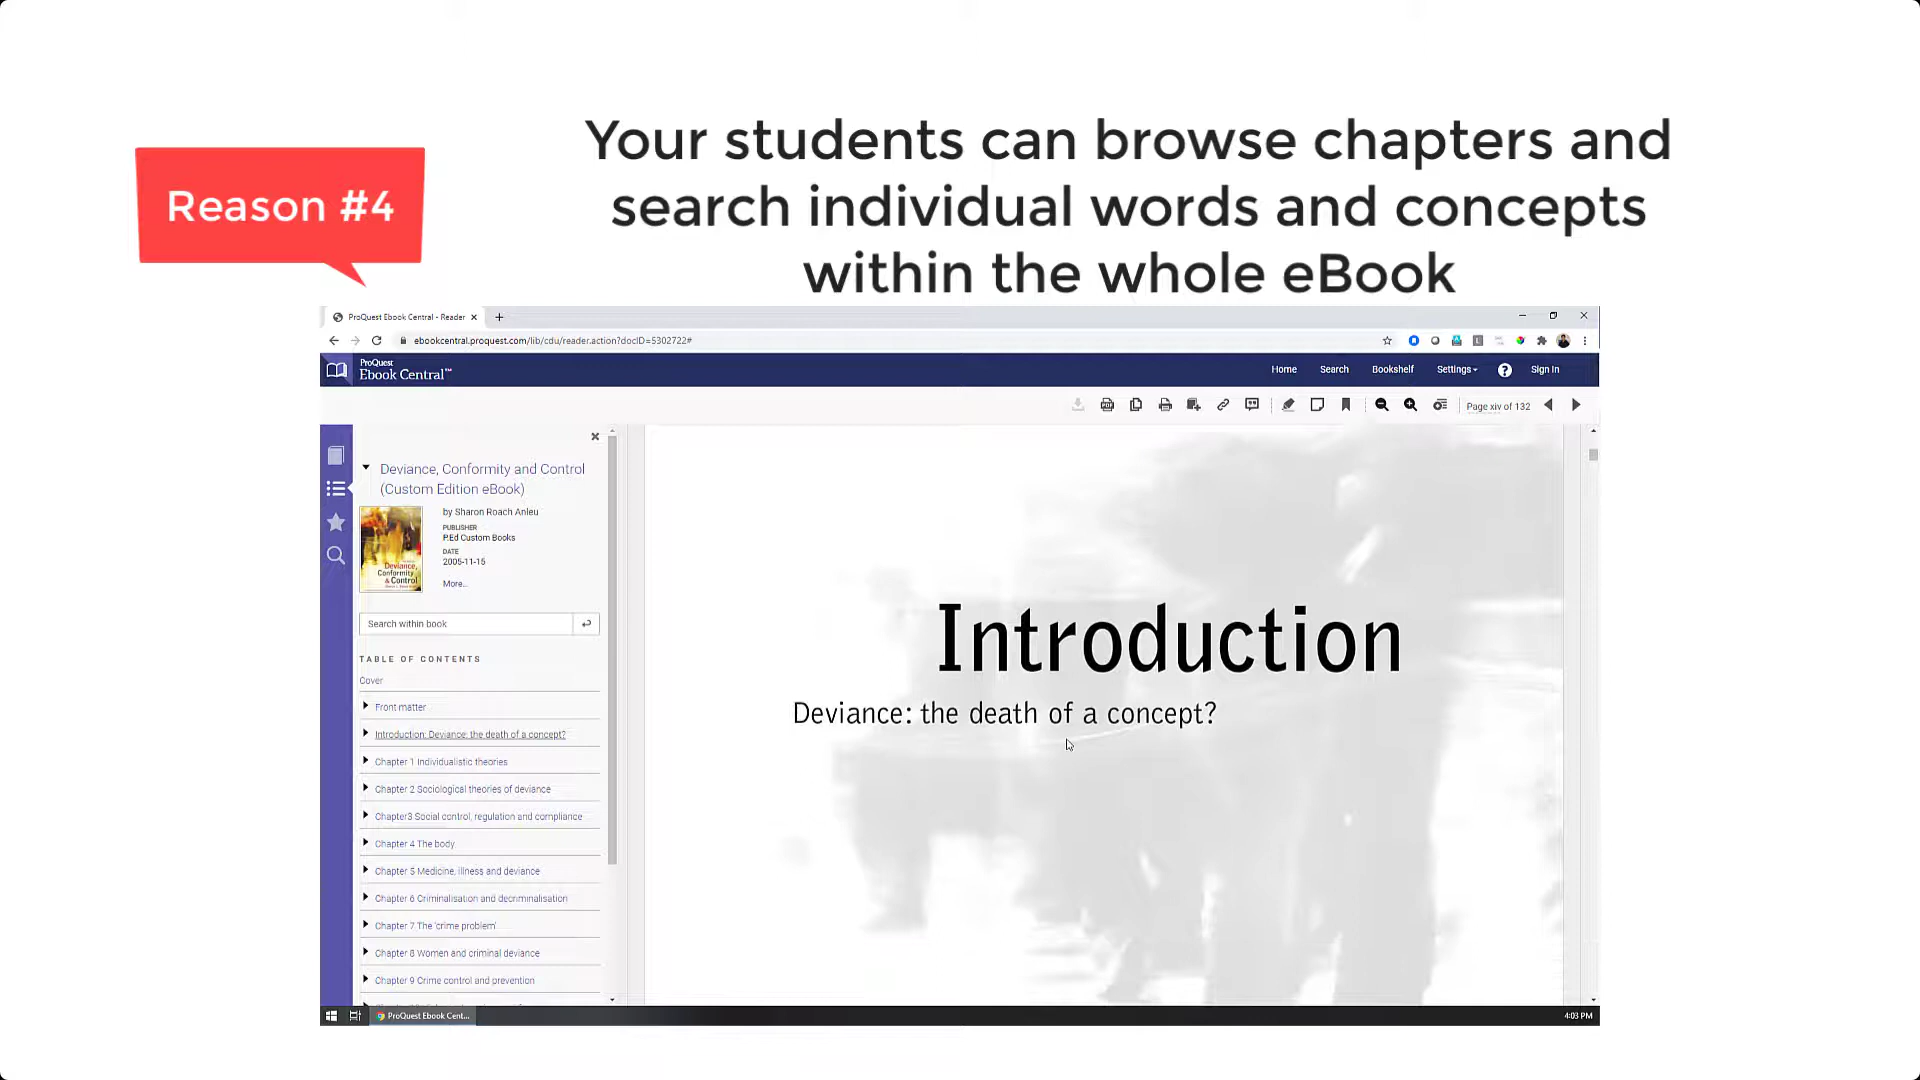 Reason #4
Your students can browse chapters and
search individual words and concepts
within the whole eBook
ProQuest Ebook Central - Reader
ebookcentral.proquest.com/lib/cdu/reader.action?docID=5302722#
ProQuest
Ebook Central™
Home
Search
Bookshelf
Settings
Sign In
Page xiv of 132
Deviance, Conformity and Control
(Custom Edition eBook)
by Sharon Roach Anleu
PUBLISHER
P.Ed Custom Books
DATE
2005-11-15
More...
Deviance,
Conformity
& Control
Search within book
TABLE OF CONTENTS
Cover
Front matter
Introduction: Deviance: the death of a concept?
Chapter 1 Individualistic theories
Chapter 2 Sociological theories of deviance
Chapter3 Social control, regulation and compliance
Chapter 4 The body
Chapter 5 Medicine, illness and deviance
Chapter 6 Criminalisation and decriminalisation
Chapter 7 The 'crime problem'
Chapter 8 Women and criminal deviance
Chapter 9 Crime control and prevention
Introduction
Deviance: the death of a concept?
ProQuest Ebook Cent...
4:03 PM